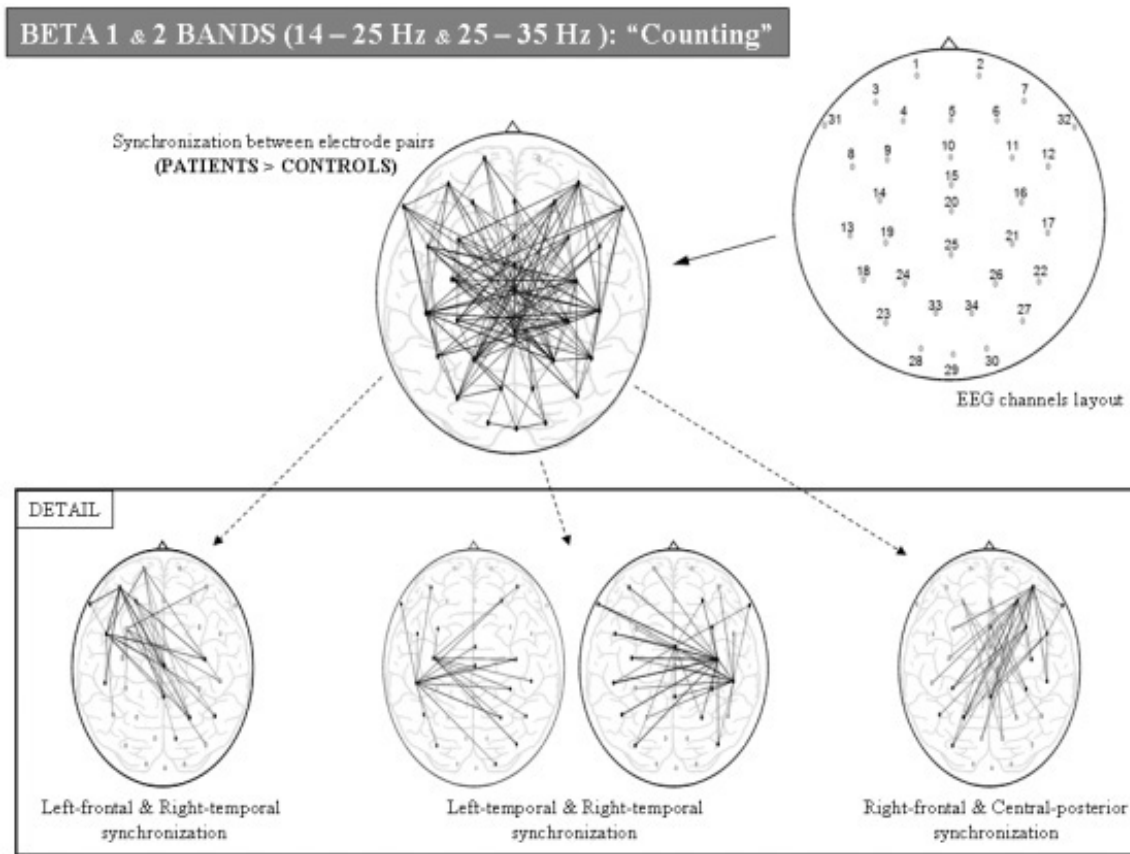 BETA 1 & 2 BANDS (14 – 25 Hz & 25 – 35 Hz ): “Counting”
Synchronization between electrode pairs
(PATIENTS > CONTROLS)
1 2
3 7
4 5 6
31 32
8 9 10 11 12
15
14 20 16
13 19 21 17
25
18 24 26 22
23 33 34 27
28 29 30
EEG channels layout
DETAIL
Left-frontal & Right-temporal
synchronization
Left-temporal & Right-temporal
synchronization
Right-frontal & Central-posterior
synchronization